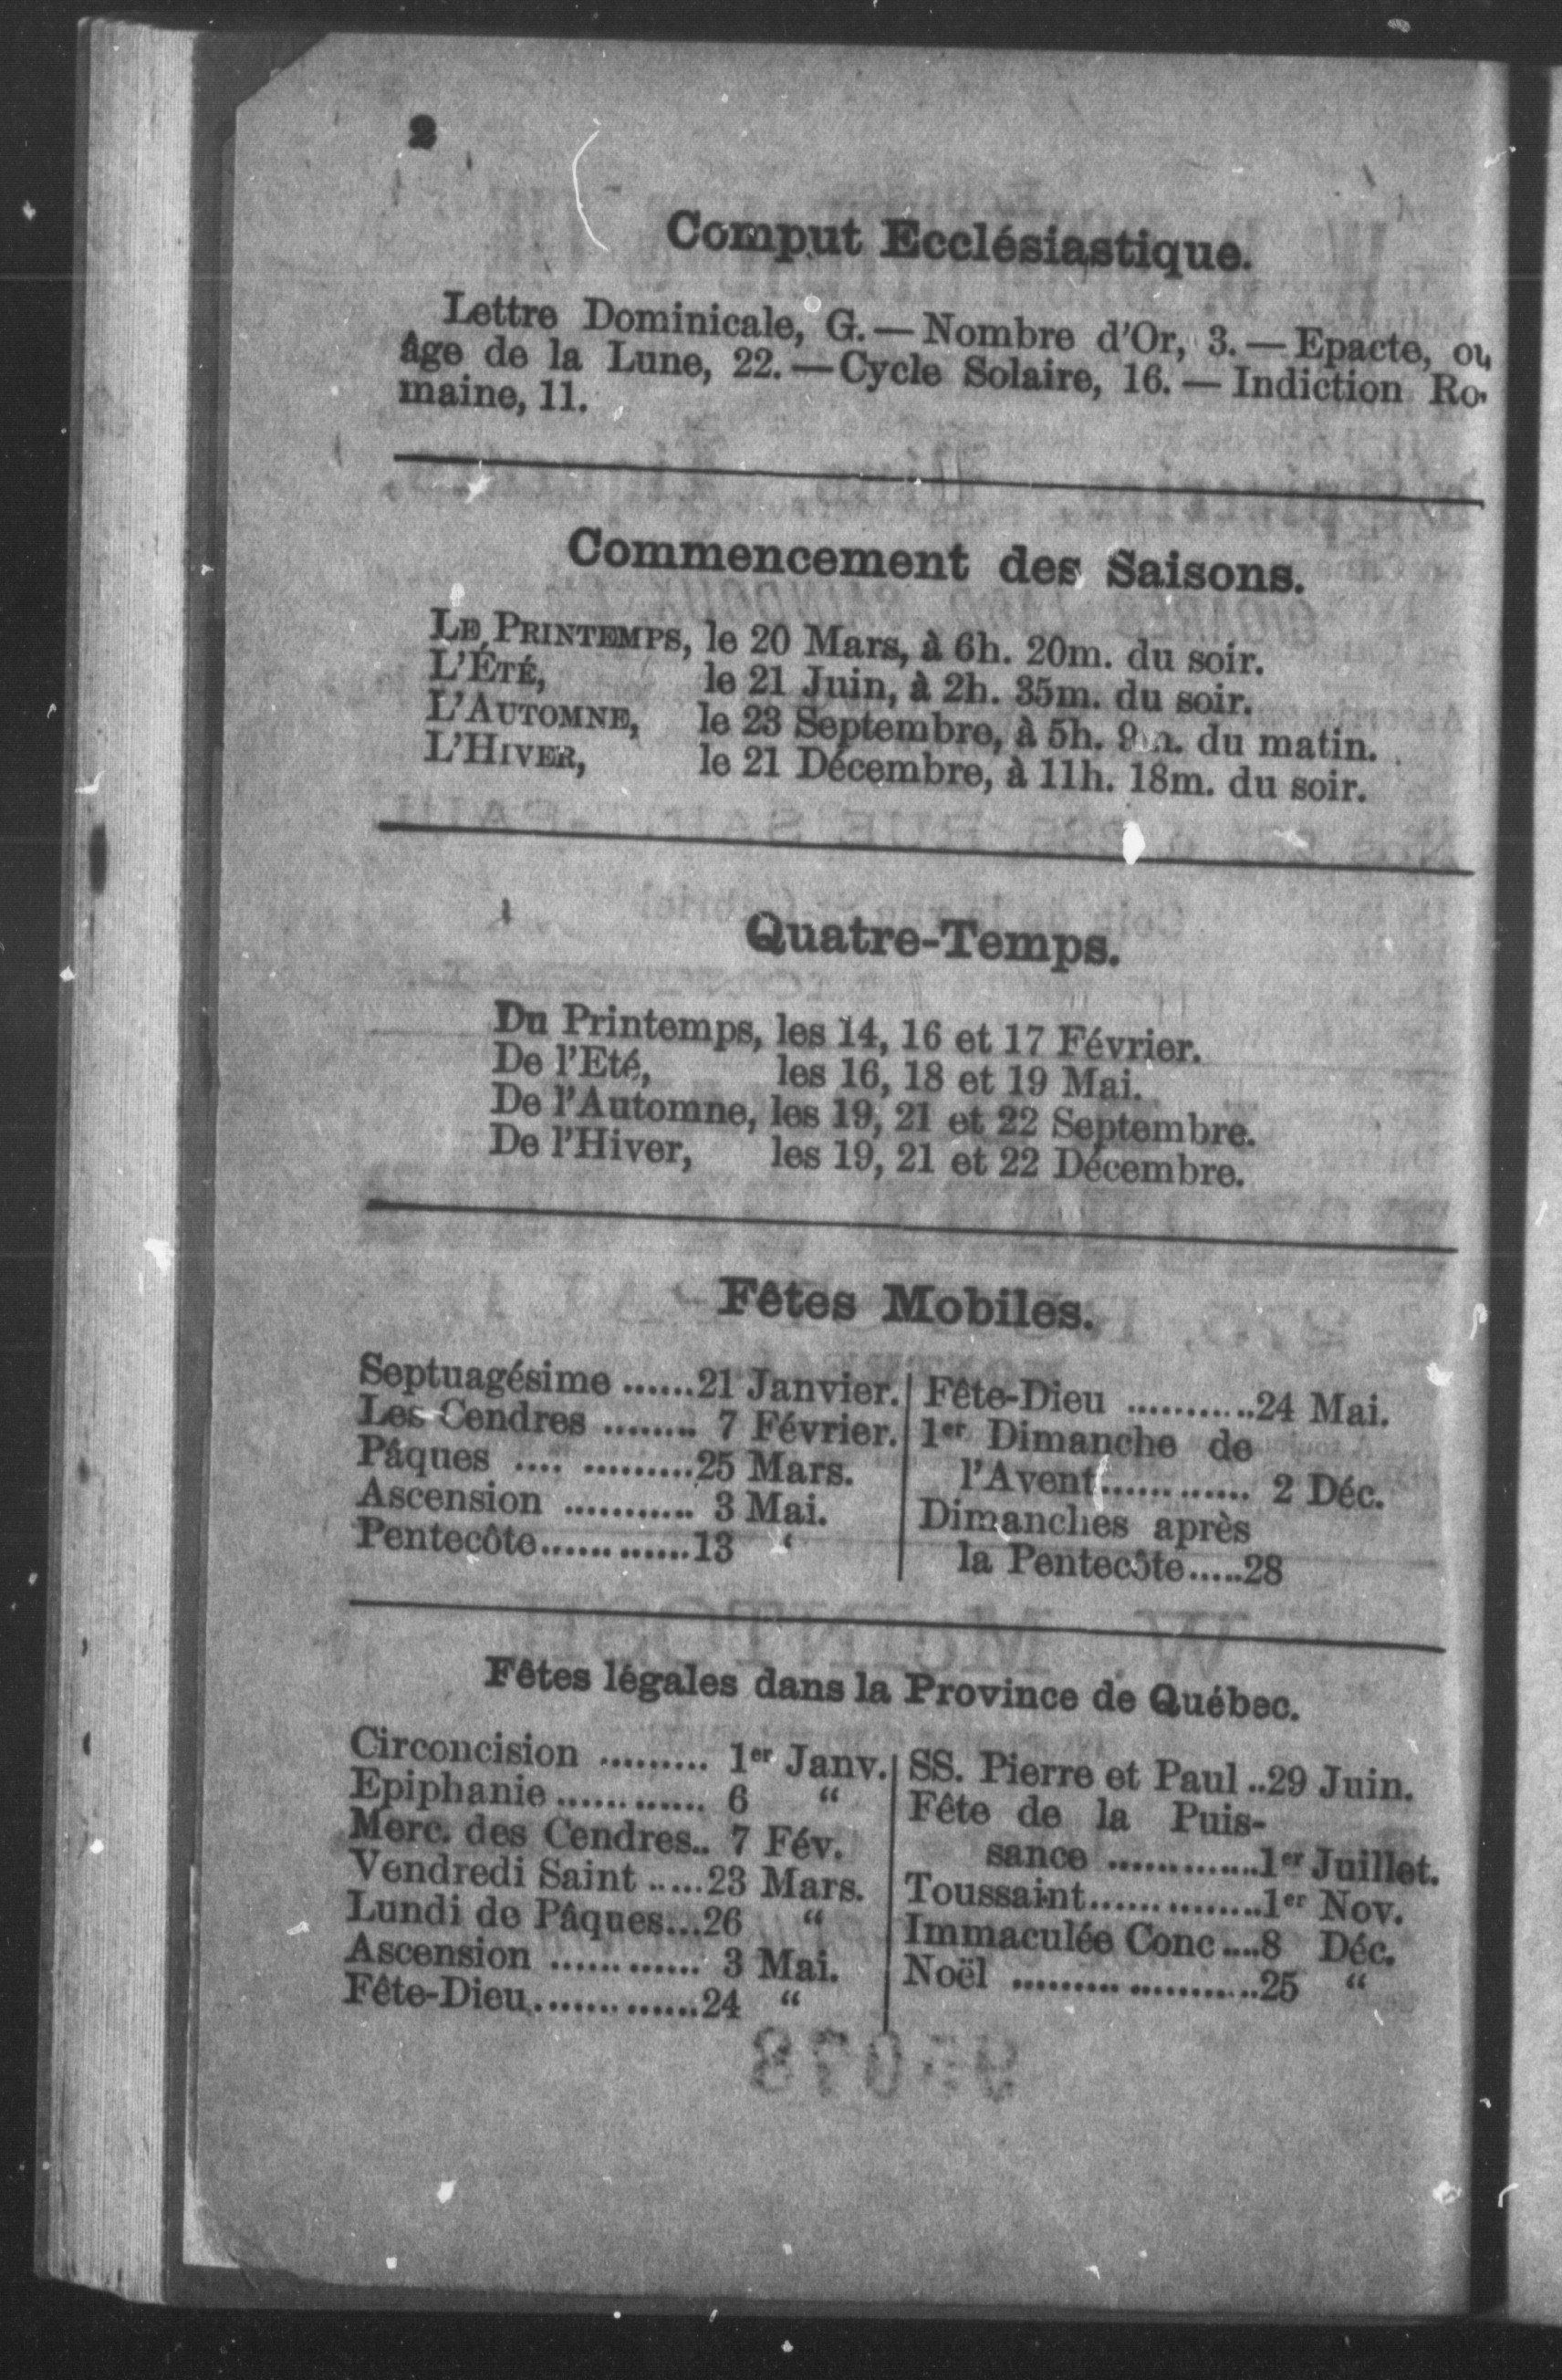 2
Comput Ecclésiastique.
Lettre Dominicale, G. — Nombre d'Or, 3. — Epacte, ou
âge de la Lune, 22. — Cycle Solaire, 16. — Indiction Ro-
maine, 11.
Commencement des Saisons.
LE PRINTEMPS, le 20 Mars, à 6h. 20m. du soir.
L'ÉTÉ, le 21 Juin, à 2h. 35m. du soir.
L'AUTOMNE, le 23 Septembre, à 5h. 9m. du matin.
L'HIVER, le 21 Décembre, à 11h. 18m. du soir.
Quatre-Temps.
Du Printemps, les 14, 16 et 17 Février.
De l'Eté, les 16, 18 et 19 Mai.
De l'Automne, les 19, 21 et 22 Septembre.
De l'Hiver, les 19, 21 et 22 Décembre.
Fêtes Mobiles.
Septuagésime .......21 Janvier.
Les Cendres ........ 7 Février.
Pâques .... ..........25 Mars.
Ascension ............ 3 Mai.
Pentecôte.............13 "
Fête-Dieu ...........24 Mai.
1er Dimanche de
l'Avent............. 2 Déc.
Dimanches après
la Pentecôte.....28
Fêtes légales dans la Province de Québec.
Circoncision ......... 1er Janv.
Epiphanie............. 6 "
Merc. des Cendres.. 7 Fév.
Vendredi Saint .....23 Mars.
Lundi de Pâques...26 "
Ascension ............. 3 Mai.
Fête-Dieu..............24 "
SS. Pierre et Paul ..29 Juin.
Fête de la Puis-
sance .............1er Juillet.
Toussaint...............1er Nov.
Immaculée Conc....8 Déc.
Noël .....................25 "